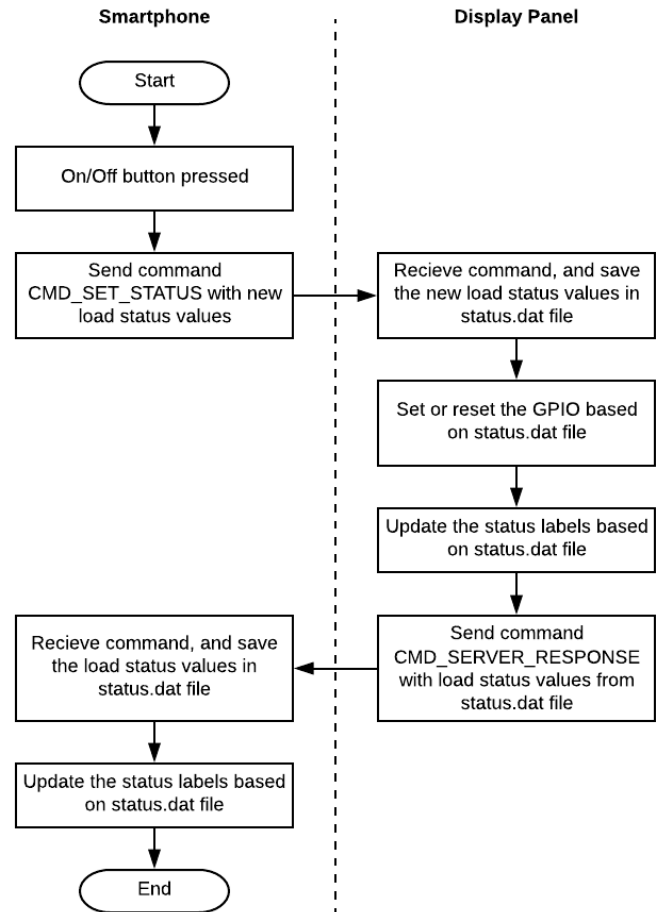 Smartphone
Display Panel
Start
On/Off button pressed
Send command
CMD_SET_STATUS with new
load status values
Recieve command, and save
the new load status values in
status.dat file
Set or reset the GPIO based
on status.dat file
Update the status labels based
on status.dat file
Send command
CMD_SERVER_RESPONSE
with load status values from
status.dat file
Recieve command, and save
the load status values in
status.dat file
Update the status labels based
on status.dat file
End